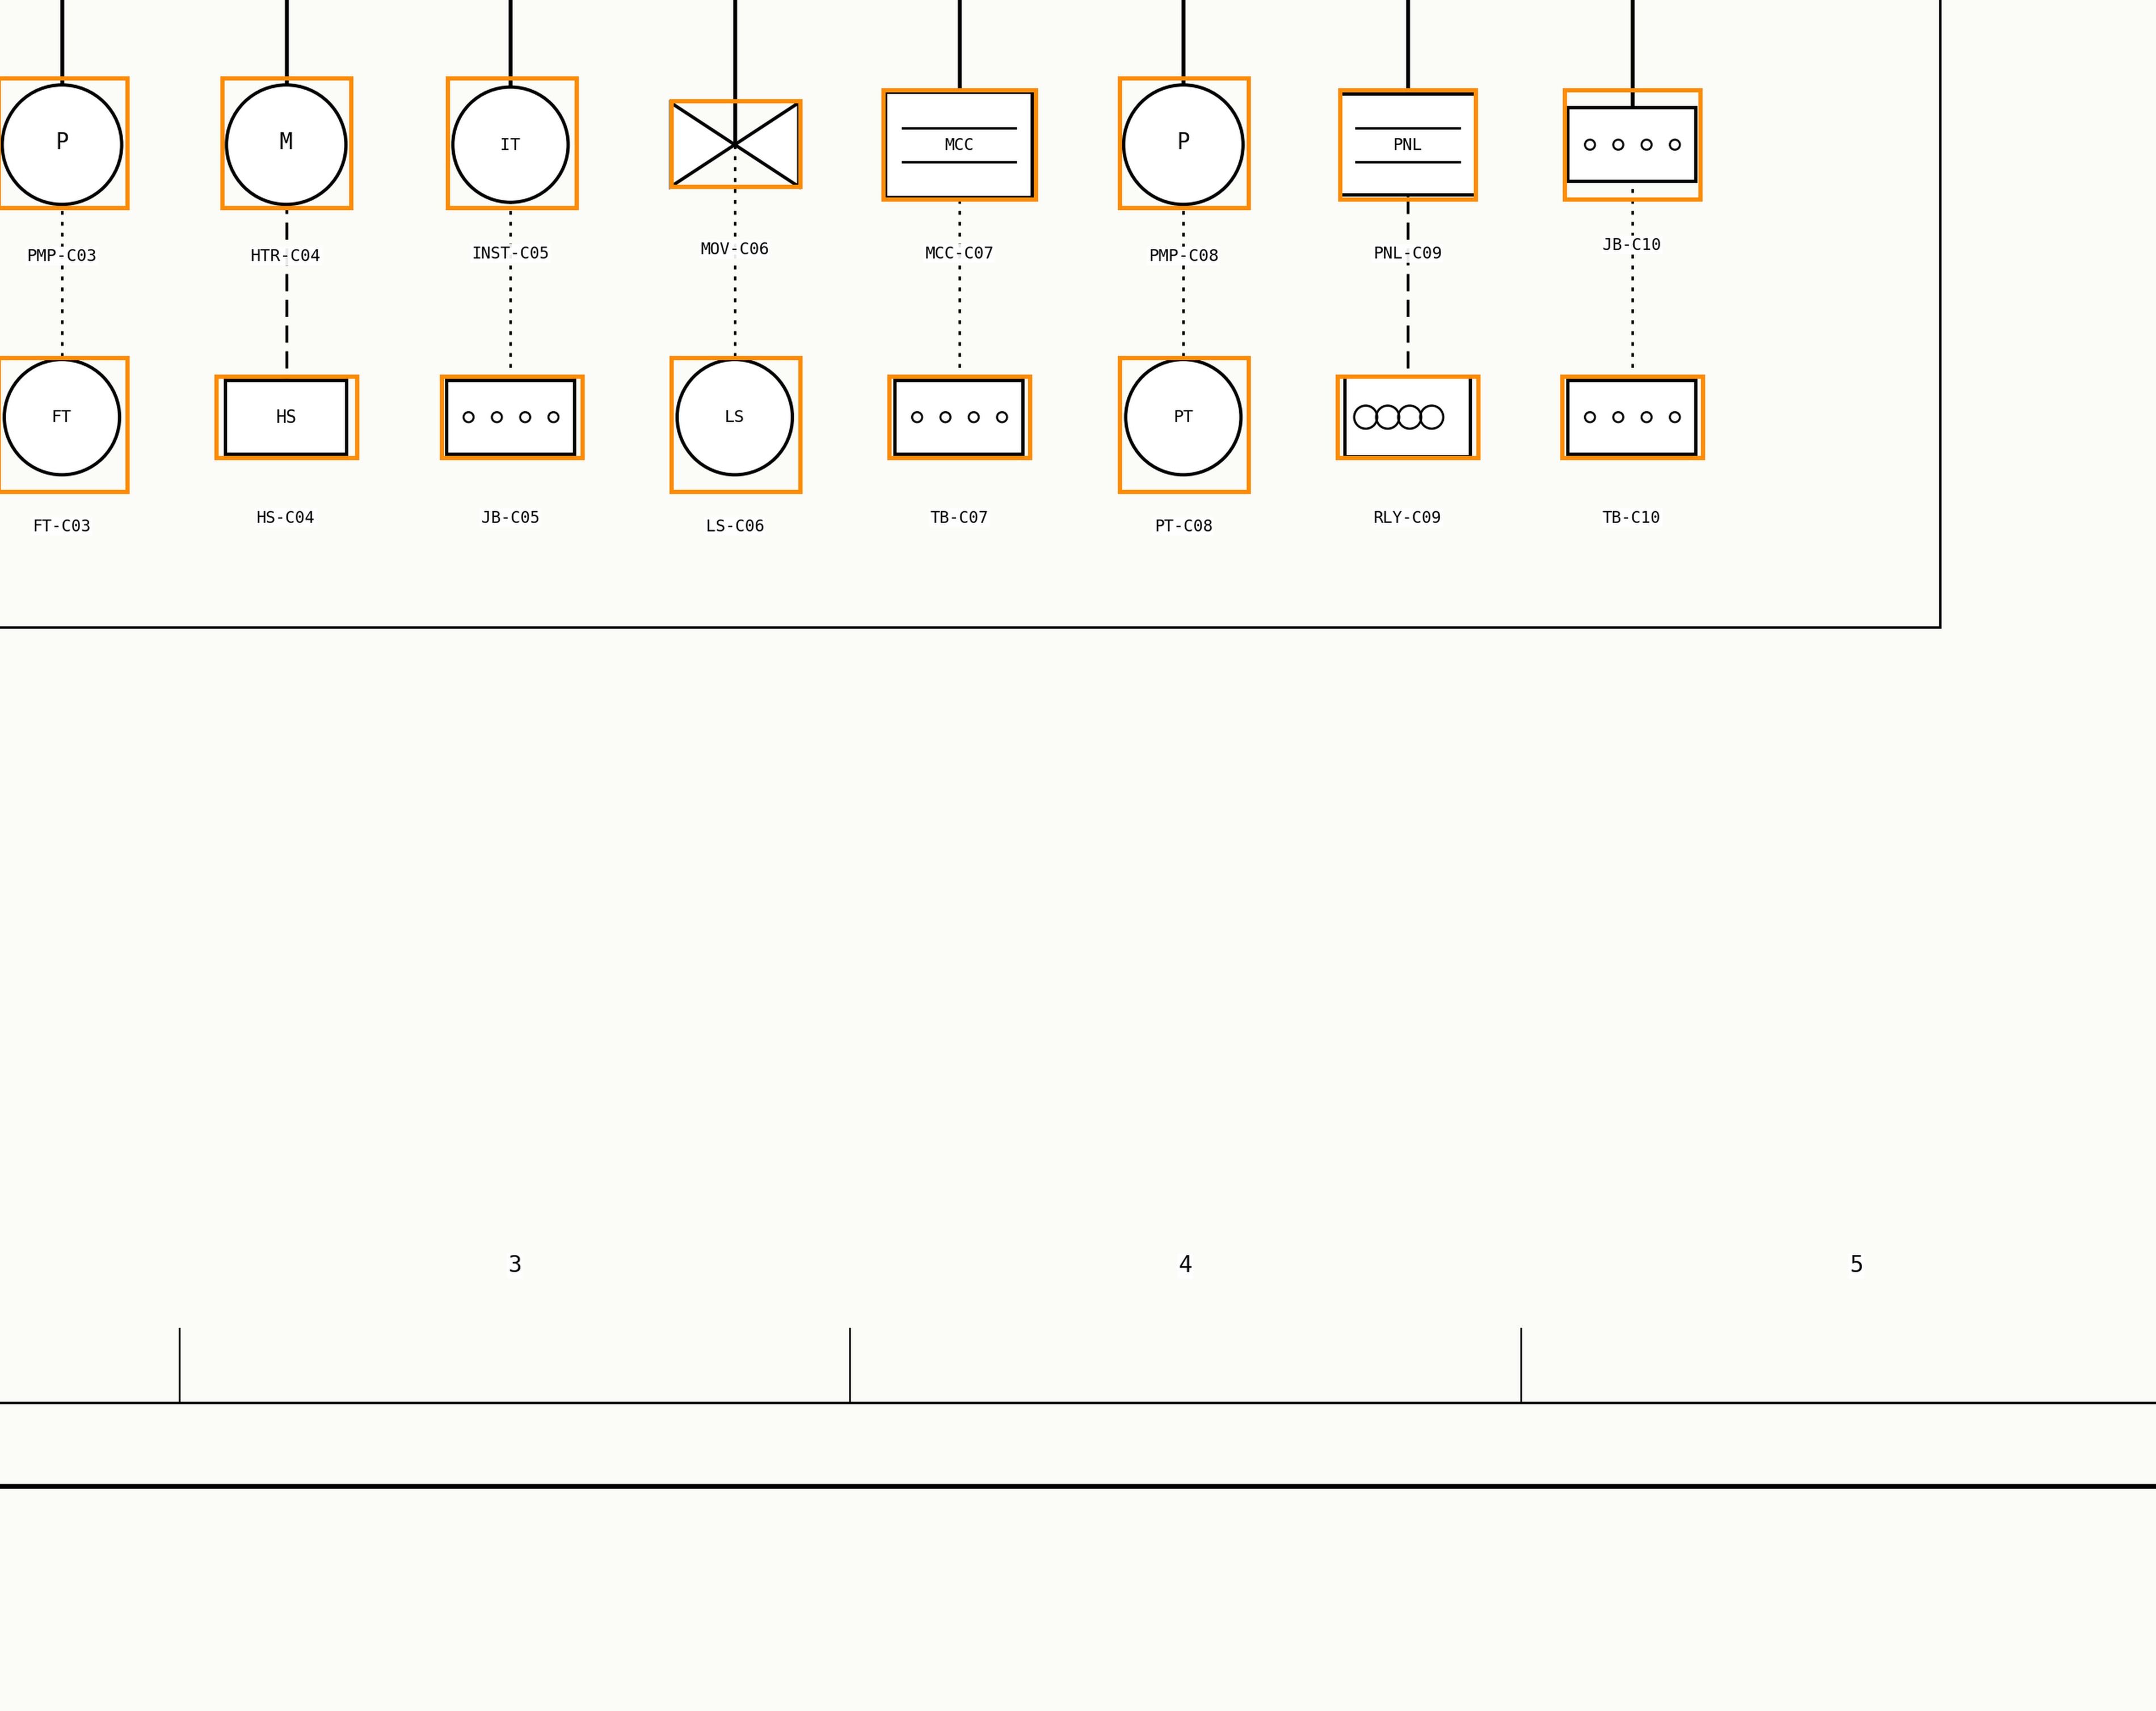 P M IT MCC P PNL
PMP-C03 HTR-C04 INST-C05 MOV-C06 MCC-C07 PMP-C08 PNL-C09 JB-C10
FT HS LS PT
FT-C03 HS-C04 JB-C05 LS-C06 TB-C07 PT-C08 RLY-C09 TB-C10
3 4 5